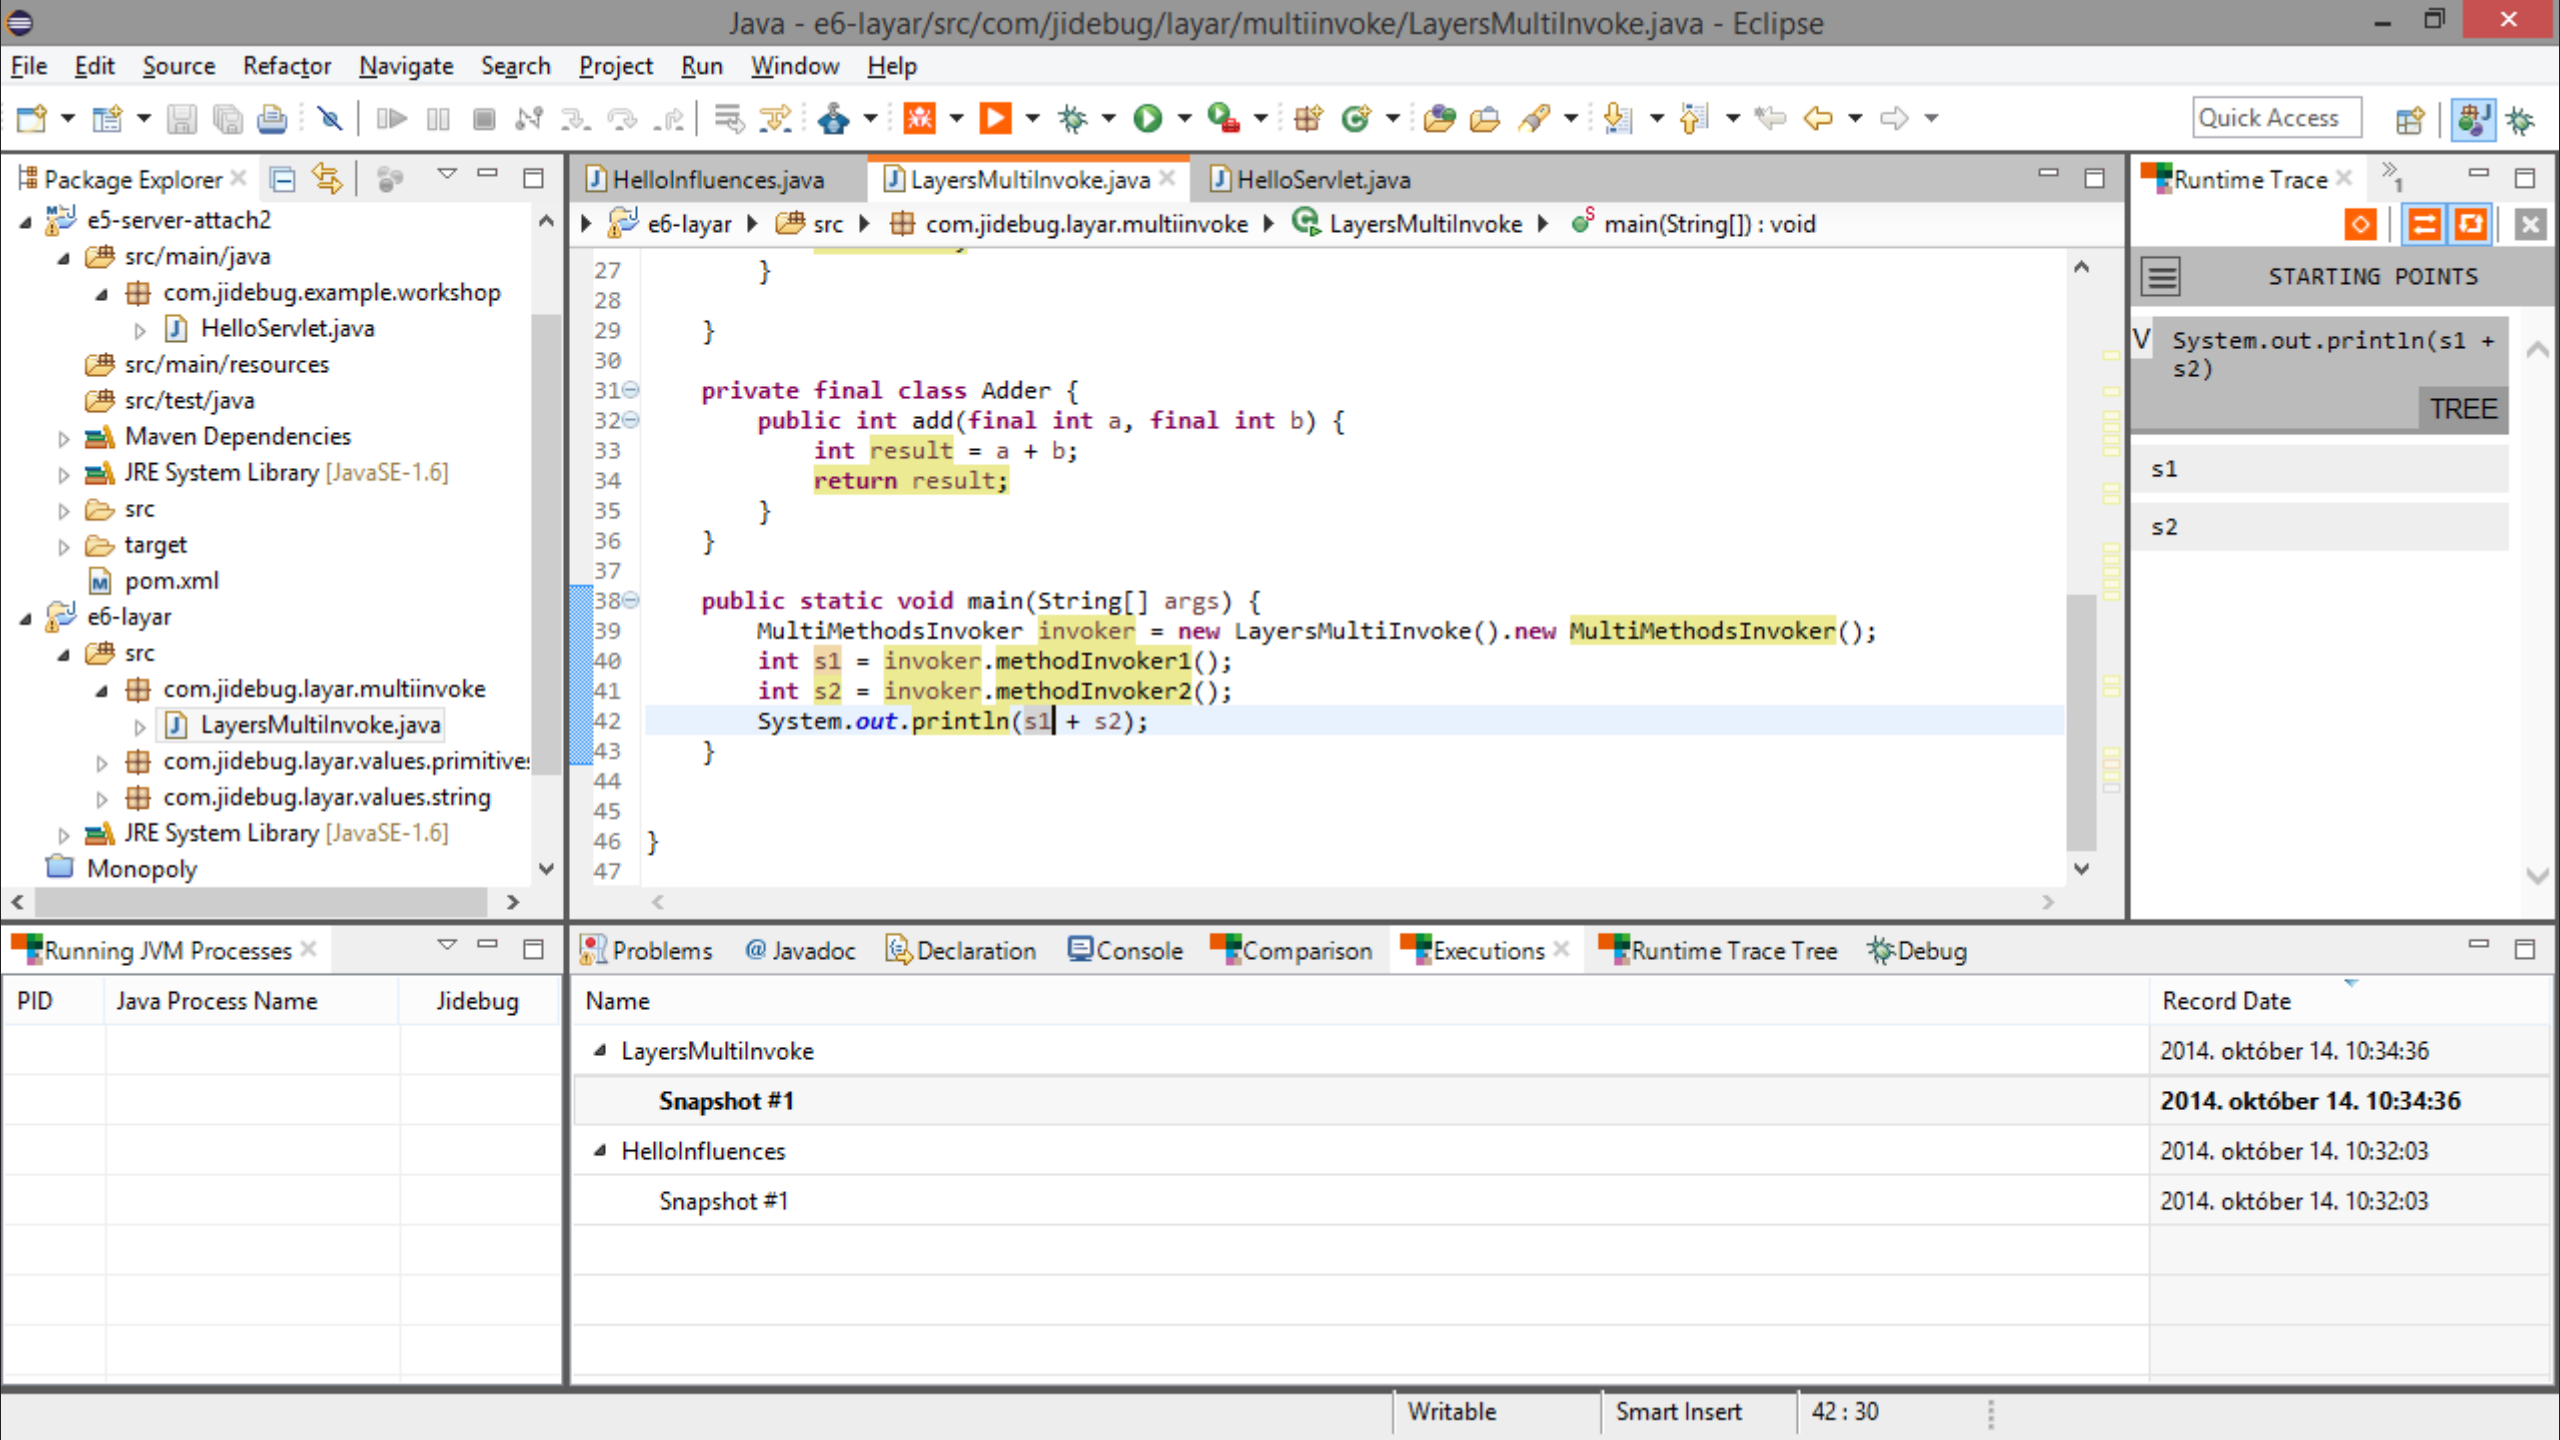 Java - e6-layar/src/com/jidebug/layar/multiinvoke/LayersMultiInvoke.java - Eclipse
File Edit Source Refactor Navigate Search Project Run Window Help
Quick Access
Package Explorer
e5-server-attach2
src/main/java
com.jidebug.example.workshop
HelloServlet.java
src/main/resources
src/test/java
Maven Dependencies
JRE System Library [JavaSE-1.6]
src
target
pom.xml
e6-layar
src
com.jidebug.layar.multiinvoke
LayersMultiInvoke.java
com.jidebug.layar.values.primitives
com.jidebug.layar.values.string
JRE System Library [JavaSE-1.6]
Monopoly
HelloInfluences.java LayersMultiInvoke.java HelloServlet.java
e6-layar src com.jidebug.layar.multiinvoke LayersMultiInvoke main(String[]) : void
27 }
28
29 }
30
31 private final class Adder {
32 public int add(final int a, final int b) {
33 int result = a + b;
34 return result;
35 }
36 }
37
38 public static void main(String[] args) {
39 MultiMethodsInvoker invoker = new LayersMultiInvoke().new MultiMethodsInvoker();
40 int s1 = invoker.methodInvoker1();
41 int s2 = invoker.methodInvoker2();
42 System.out.println(s1 + s2);
43 }
44
45
46 }
47
Runtime Trace 1
STARTING POINTS
V System.out.println(s1 +
s2)
TREE
s1
s2
Running JVM Processes
PID Java Process Name Jidebug
Problems @ Javadoc Declaration Console Comparison Executions Runtime Trace Tree Debug
Name Record Date
LayersMultiInvoke 2014. október 14. 10:34:36
Snapshot #1 2014. október 14. 10:34:36
HelloInfluences 2014. október 14. 10:32:03
Snapshot #1 2014. október 14. 10:32:03
Writable Smart Insert 42 : 30